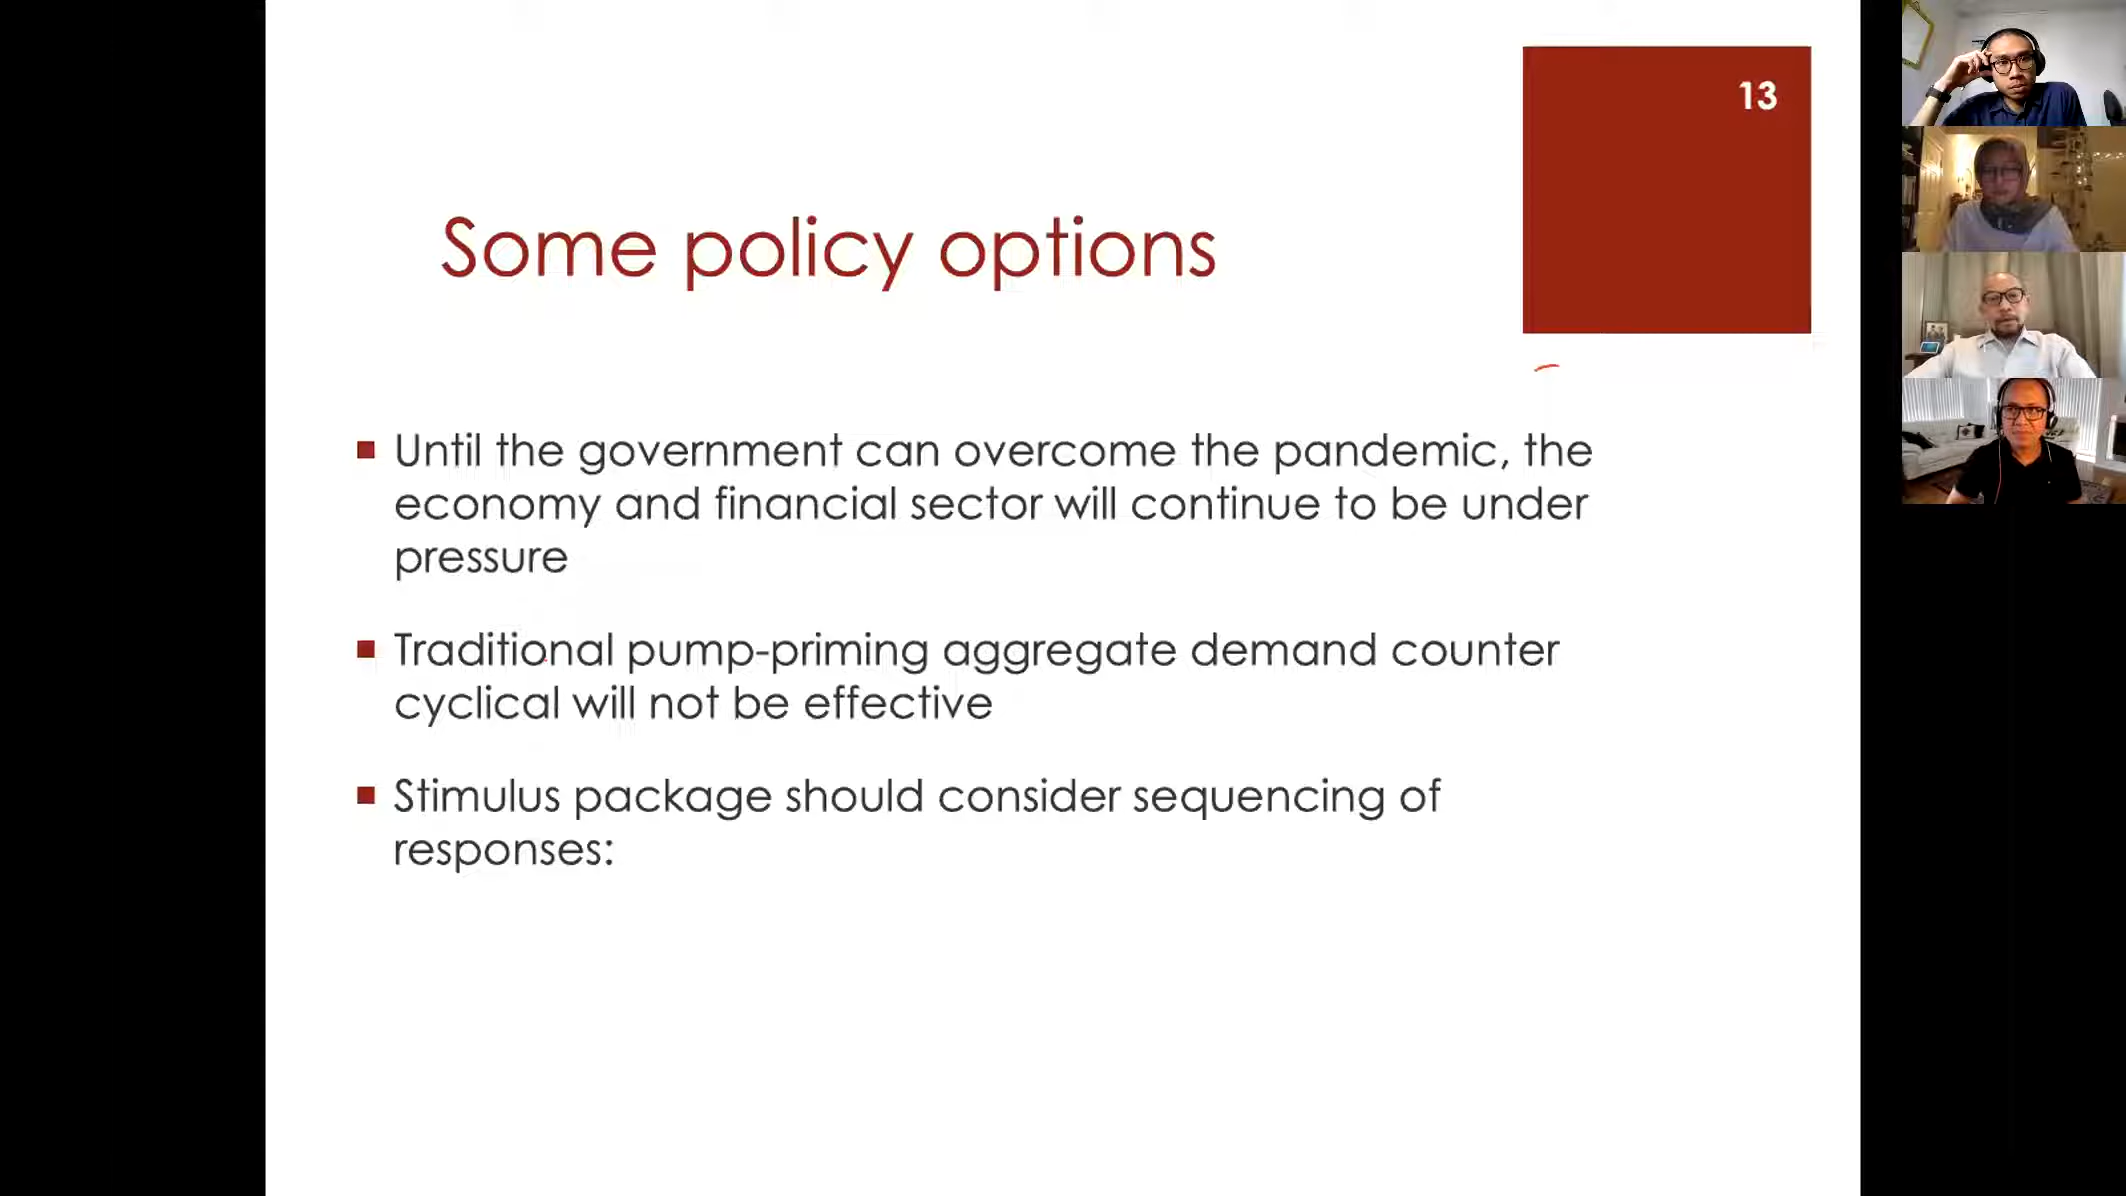 13
Some policy options
Until the government can overcome the pandemic, the
economy and financial sector will continue to be under
pressure
Traditional pump-priming aggregate demand counter
cyclical will not be effective
Stimulus package should consider sequencing of
responses: